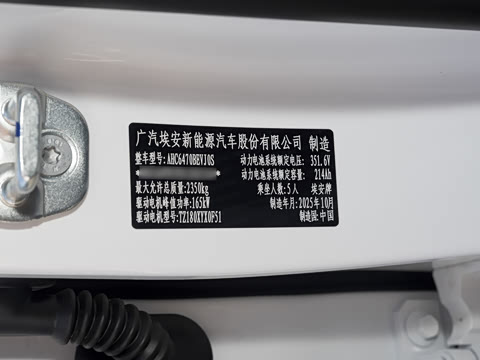 广汽埃安新能源汽车股份有限公司 制造
整车型号:AHC6470BEVJ0S 动力电池系统额定电压:351.6V
* * 动力电池系统额定容量:214Ah
最大允许总质量:2350kg 乘坐人数:5人 埃安牌
驱动电机峰值功率:165kW 制造年月:2025年10月
驱动电机型号:TZ180XYX0F51 制造国:中国